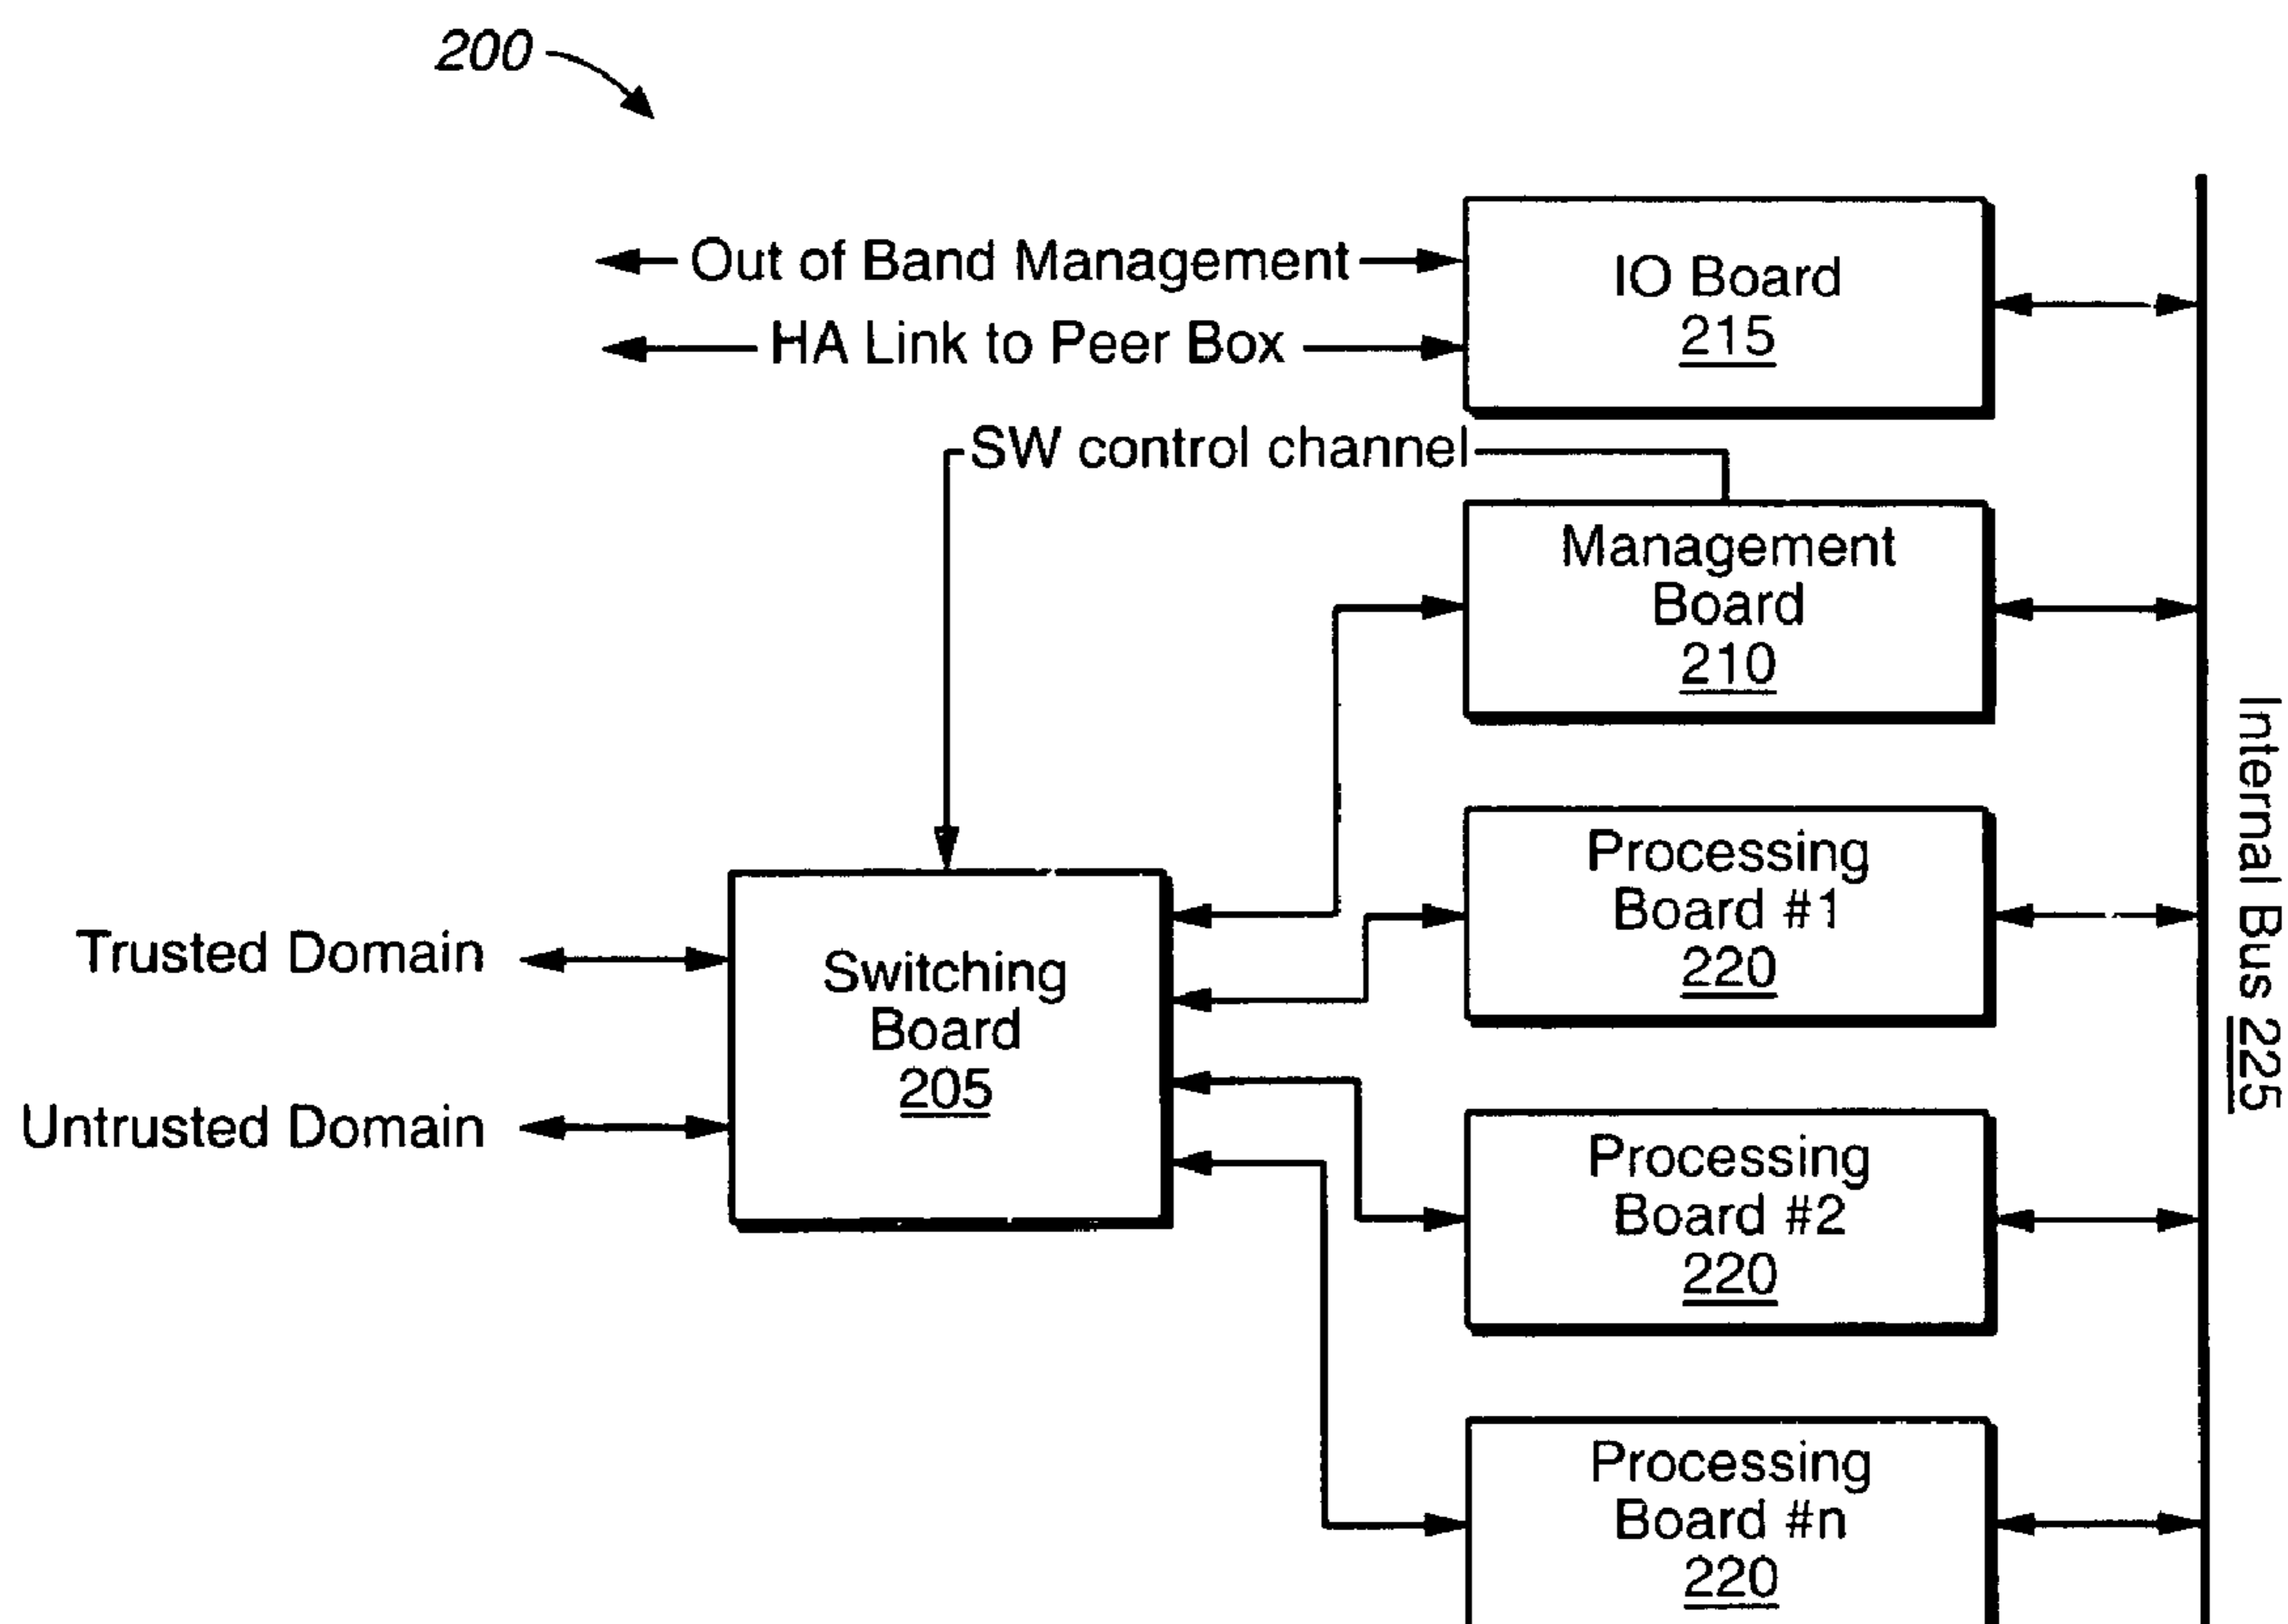 200
Out of Band Management
HA Link to Peer Box
IO Board
215
SW control channel
Management
Board
210
Processing
Board #1
220
Trusted Domain
Untrusted Domain
Switching
Board
205
Processing
Board #2
220
Processing
Board #n
220
Internal Bus 225